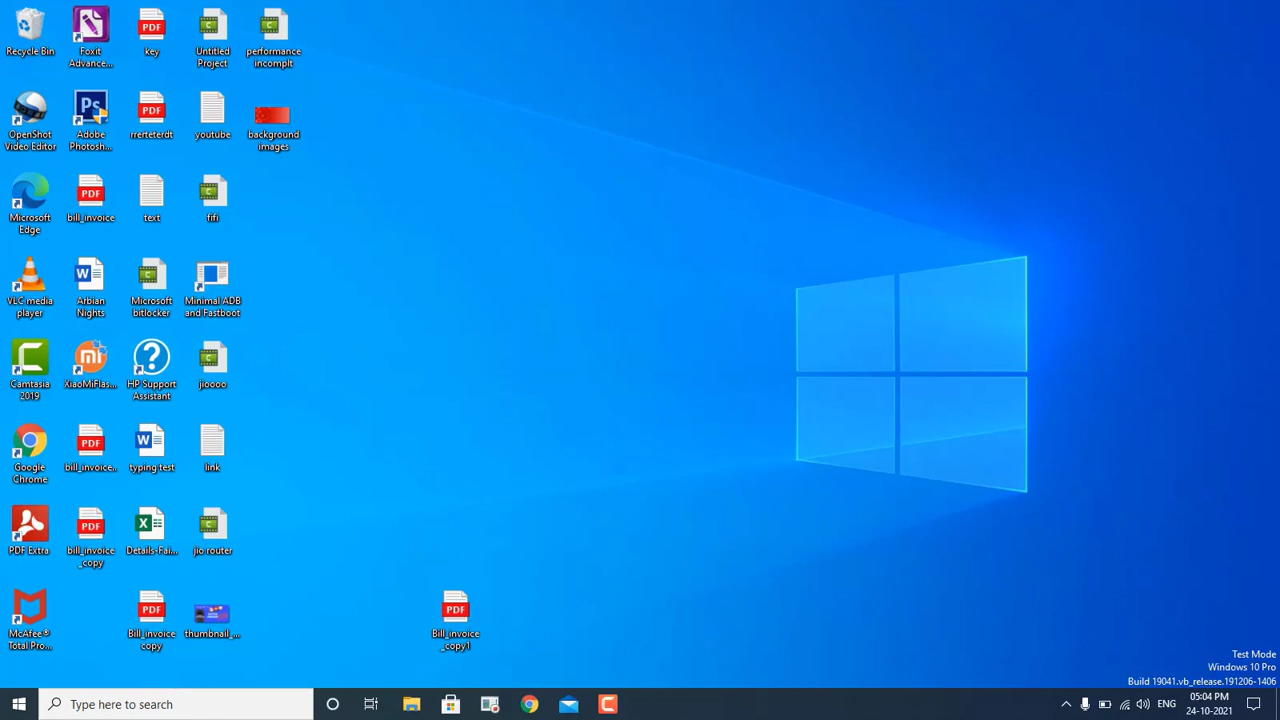 Recycle Bin
Foxit
Advance...
key
Untitled
Project
performance
incomplt
OpenShot
Video Editor
Ps
Adobe
Photosh...
PDF
rrerteterdt
youtube
background
images
Microsoft
Edge
PDF
bill_invoice
text
fifi
VLC media
player
Arbian
Nights
Microsoft
bitlocker
Minimal ADB
and Fastboot
Camtasia
2019
XiaoMiFlas...
HP Support
Assistant
jioooo
Google
Chrome
PDF
bill_invoice..
typing test
link
PDF Extra
PDF
bill_invoice
_copy
Details-Fai...
jio router
McAfee®
Total Pro...
PDF
Bill_invoice
copy
thumbnail_...
PDF
Bill_invoice
_copy1
Test Mode
Windows 10 Pro
Build 19041.vb_release.191206-1406
Type here to search
ENG
05:04 PM
24-10-2021